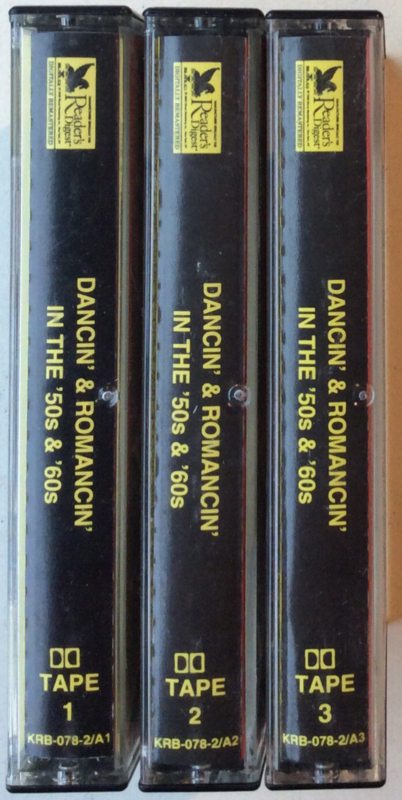 Reader's
Digest
DIGITALLY REMASTERED
DANCIN' & ROMANCIN'
IN THE '50s & '60s
TAPE
1
KRB-078-2/A1
Reader's
Digest
DIGITALLY REMASTERED
DANCIN' & ROMANCIN'
IN THE '50s & '60s
TAPE
2
KRB-078-2/A2
Reader's
Digest
DIGITALLY REMASTERED
DANCIN' & ROMANCIN'
IN THE '50s & '60s
TAPE
3
KRB-078-2/A3